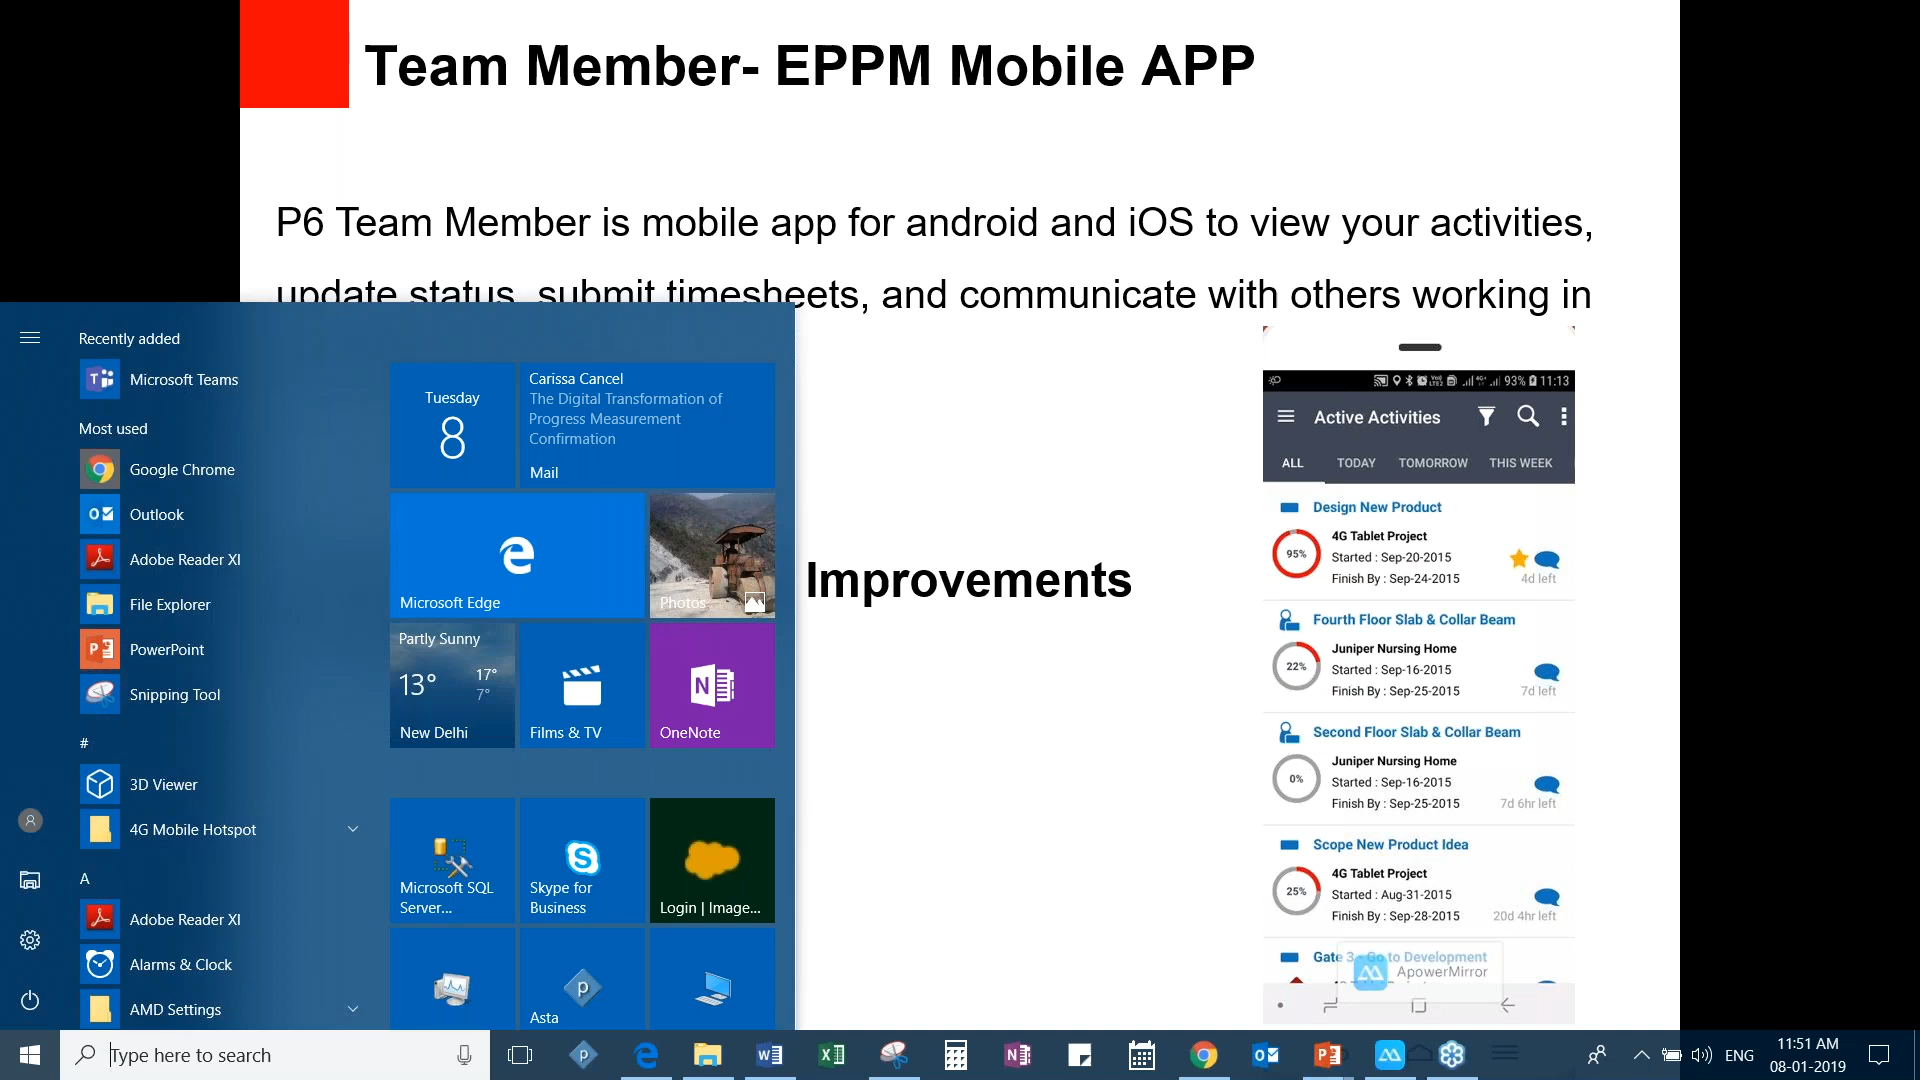 Team Member- EPPM Mobile APP
P6 Team Member is mobile app for android and iOS to view your activities,
update status, submit timesheets, and communicate with others working in
Improvements
Recently added
Microsoft Teams
Most used
Google Chrome
Outlook
Adobe Reader XI
File Explorer
PowerPoint
Snipping Tool
#
3D Viewer
4G Mobile Hotspot
A
Adobe Reader XI
Alarms & Clock
AMD Settings
Tuesday
8
Carissa Cancel
The Digital Transformation of
Progress Measurement
Confirmation
Mail
Microsoft Edge
Photos
Partly Sunny
13°
17°
7°
New Delhi
Films & TV
OneNote
Microsoft SQL
Server...
Skype for
Business
Login | Image...
Asta
93% 11:13
Active Activities
ALL TODAY TOMORROW THIS WEEK
Design New Product
95%
4G Tablet Project
Started : Sep-20-2015
Finish By : Sep-24-2015
4d left
Fourth Floor Slab & Collar Beam
22%
Juniper Nursing Home
Started : Sep-16-2015
Finish By : Sep-25-2015
7d left
Second Floor Slab & Collar Beam
0%
Juniper Nursing Home
Started : Sep-16-2015
Finish By : Sep-25-2015
7d 6hr left
Scope New Product Idea
25%
4G Tablet Project
Started : Aug-31-2015
Finish By : Sep-28-2015
20d 4hr left
Gate 3 - Go to Development
ApowerMirror
Type here to search
ENG
11:51 AM
08-01-2019